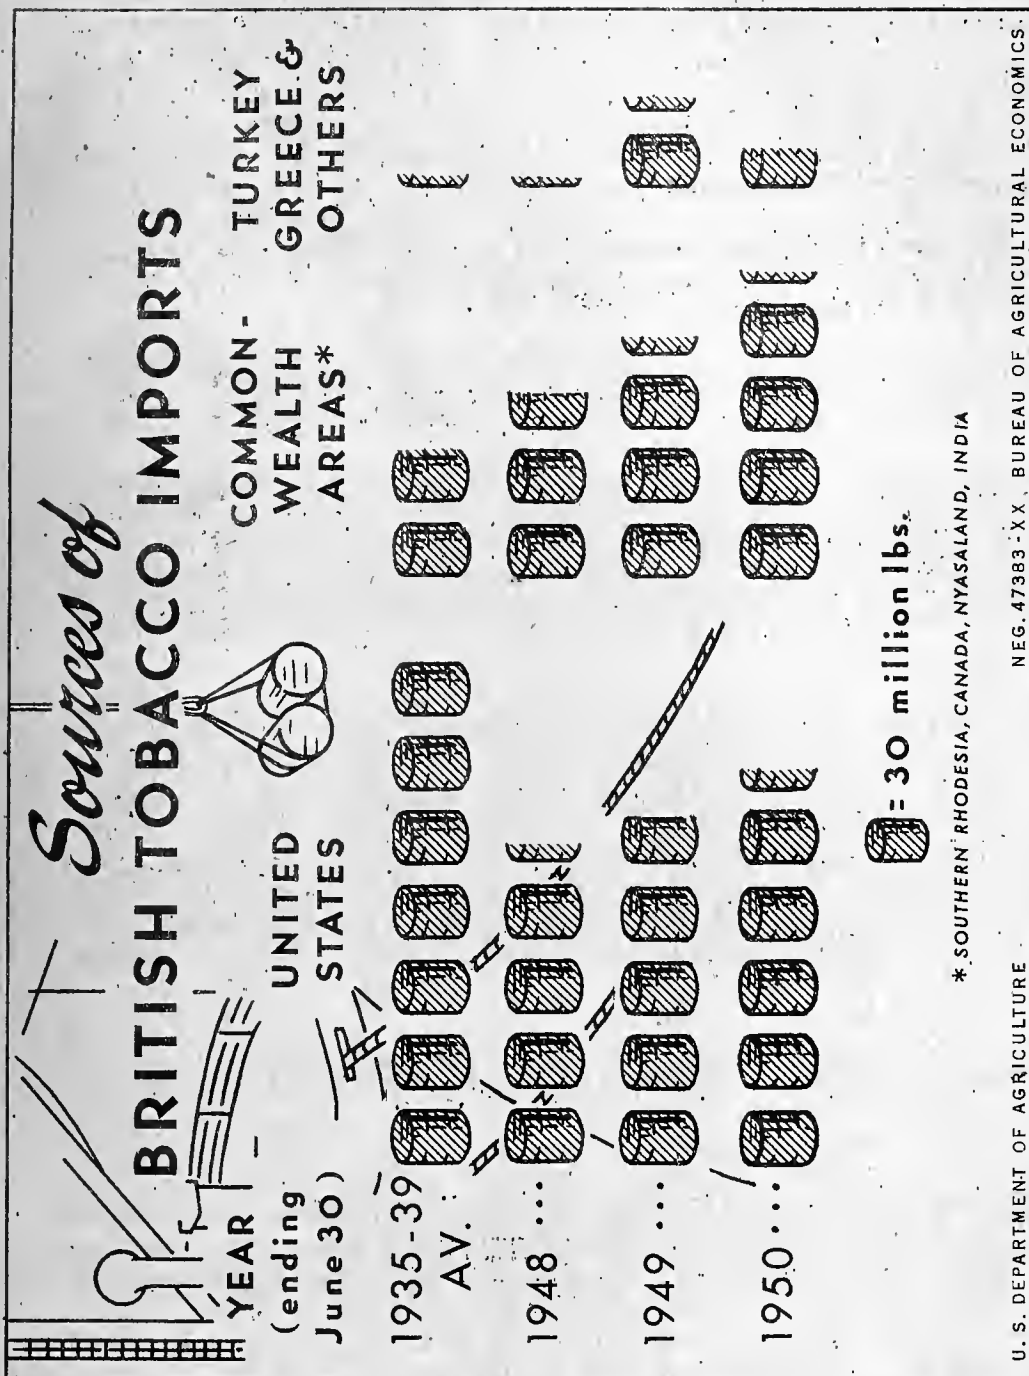 Sources of
BRITISH TOBACCO IMPORTS
YEAR
(ending
June 30)
UNITED
STATES
COMMON-
WEALTH
AREAS*
TURKEY
GREECE &
OTHERS
1935-39
AV. :
1948 ...
1949 ...
1950 ...
= 30 million lbs.
* SOUTHERN RHODESIA, CANADA, NYASALAND, INDIA
U. S. DEPARTMENT OF AGRICULTURE
NEG. 47383-XX BUREAU OF AGRICULTURAL ECONOMICS.